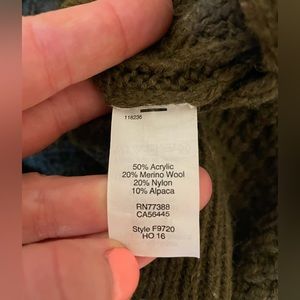 118236
50% Acrylic
20% Merino Wool
20% Nylon
10% Alpaca
RN77388
CA56445
Style F9720
HO 16